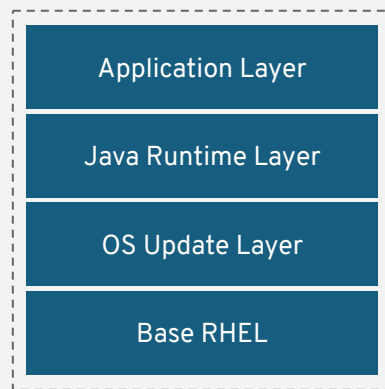 Application Layer
Java Runtime Layer
OS Update Layer
Base RHEL